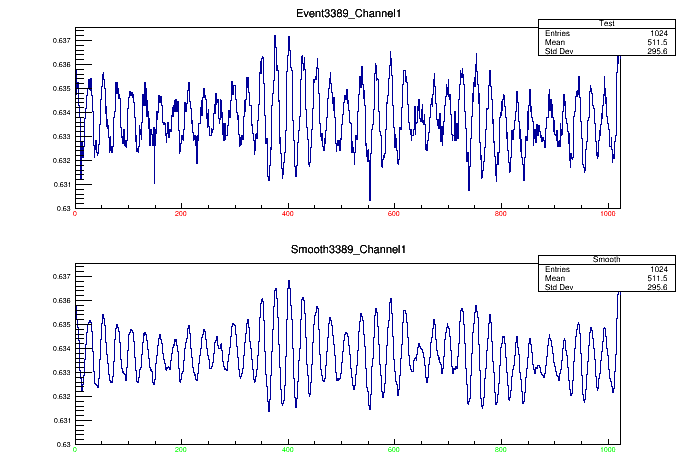 Event3389_Channel1
Test
Entries 1024
Mean 511.5
Std Dev 295.6
0.637
0.636
0.635
0.634
0.633
0.632
0.631
0.63
0 200 400 600 800 1000
Smooth3389_Channel1
Smooth
Entries 1024
Mean 511.5
Std Dev 295.6
0.637
0.636
0.635
0.634
0.633
0.632
0.631
0.63
0 200 400 600 800 1000